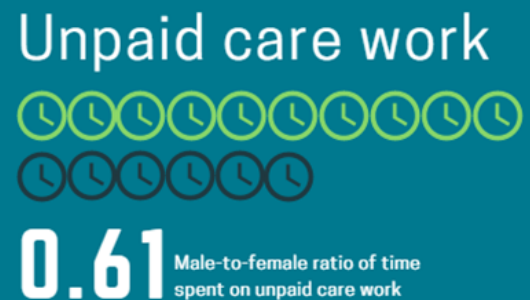 Unpaid care work
0.61
Male-to-female ratio of time
spent on unpaid care work